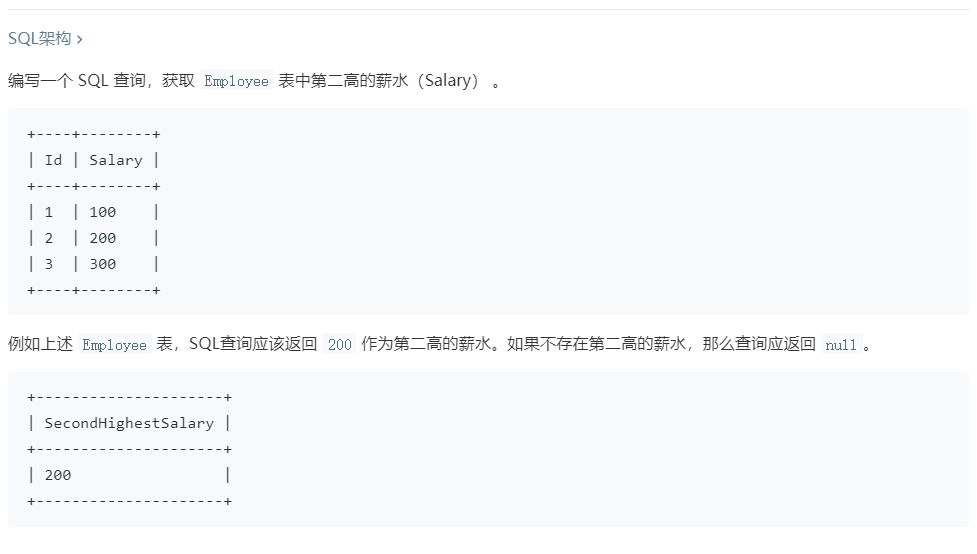 SQL架构 ›
编写一个 SQL 查询，获取 Employee 表中第二高的薪水（Salary） 。
+----+--------+
| Id | Salary |
+----+--------+
| 1  | 100    |
| 2  | 200    |
| 3  | 300    |
+----+--------+
例如上述 Employee 表，SQL查询应该返回 200 作为第二高的薪水。如果不存在第二高的薪水，那么查询应返回 null。
+---------------------+
| SecondHighestSalary |
+---------------------+
| 200                 |
+---------------------+